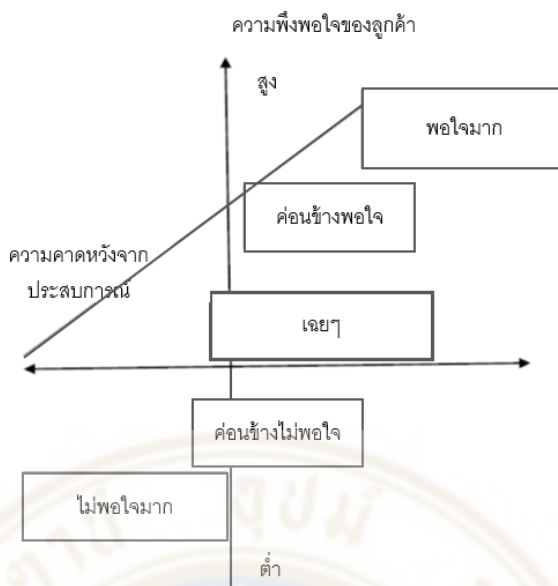 ความพึงพอใจของลูกค้า
สูง
พอใจมาก
ค่อนข้างพอใจ
ความคาดหวังจาก
ประสบการณ์
เฉยๆ
ค่อนข้างไม่พอใจ
ไม่พอใจมาก
ต่ำ